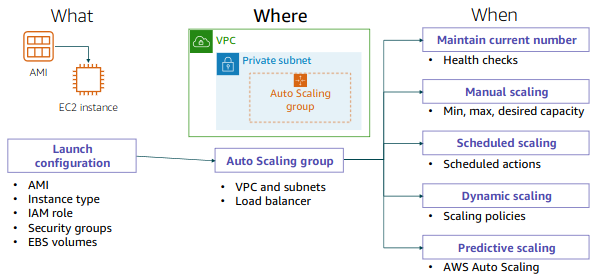 What
Where
When
AMI
EC2 instance
VPC
Private subnet
Auto Scaling
group
Launch
configuration
• AMI
• Instance type
• IAM role
• Security groups
• EBS volumes
Auto Scaling group
• VPC and subnets
• Load balancer
Maintain current number
• Health checks
Manual scaling
• Min, max, desired capacity
Scheduled scaling
• Scheduled actions
Dynamic scaling
• Scaling policies
Predictive scaling
• AWS Auto Scaling